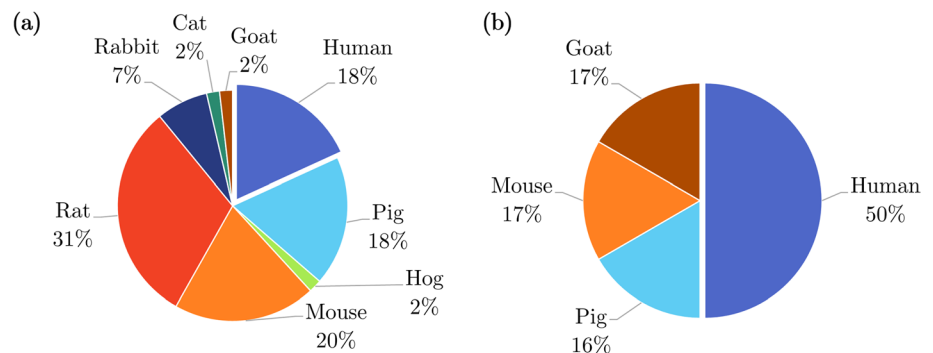 (a)
Cat
2%
Goat
2%
Human
18%
Rabbit
7%
Rat
31%
Pig
18%
Hog
2%
Mouse
20%
(b)
Goat
17%
Mouse
17%
Human
50%
Pig
16%